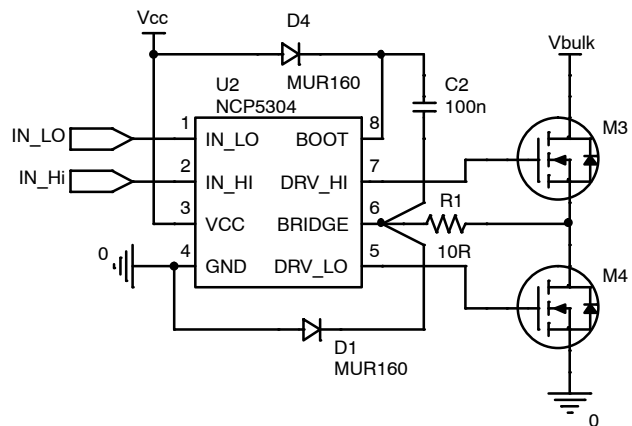 Vcc
D4
MUR160
Vbulk
U2
NCP5304
C2
100n
M3
IN_LO
1
IN_LO
BOOT
8
IN_Hi
2
IN_HI
DRV_HI
7
3
VCC
BRIDGE
6
R1
10R
0
4
GND
DRV_LO
5
M4
D1
MUR160
0